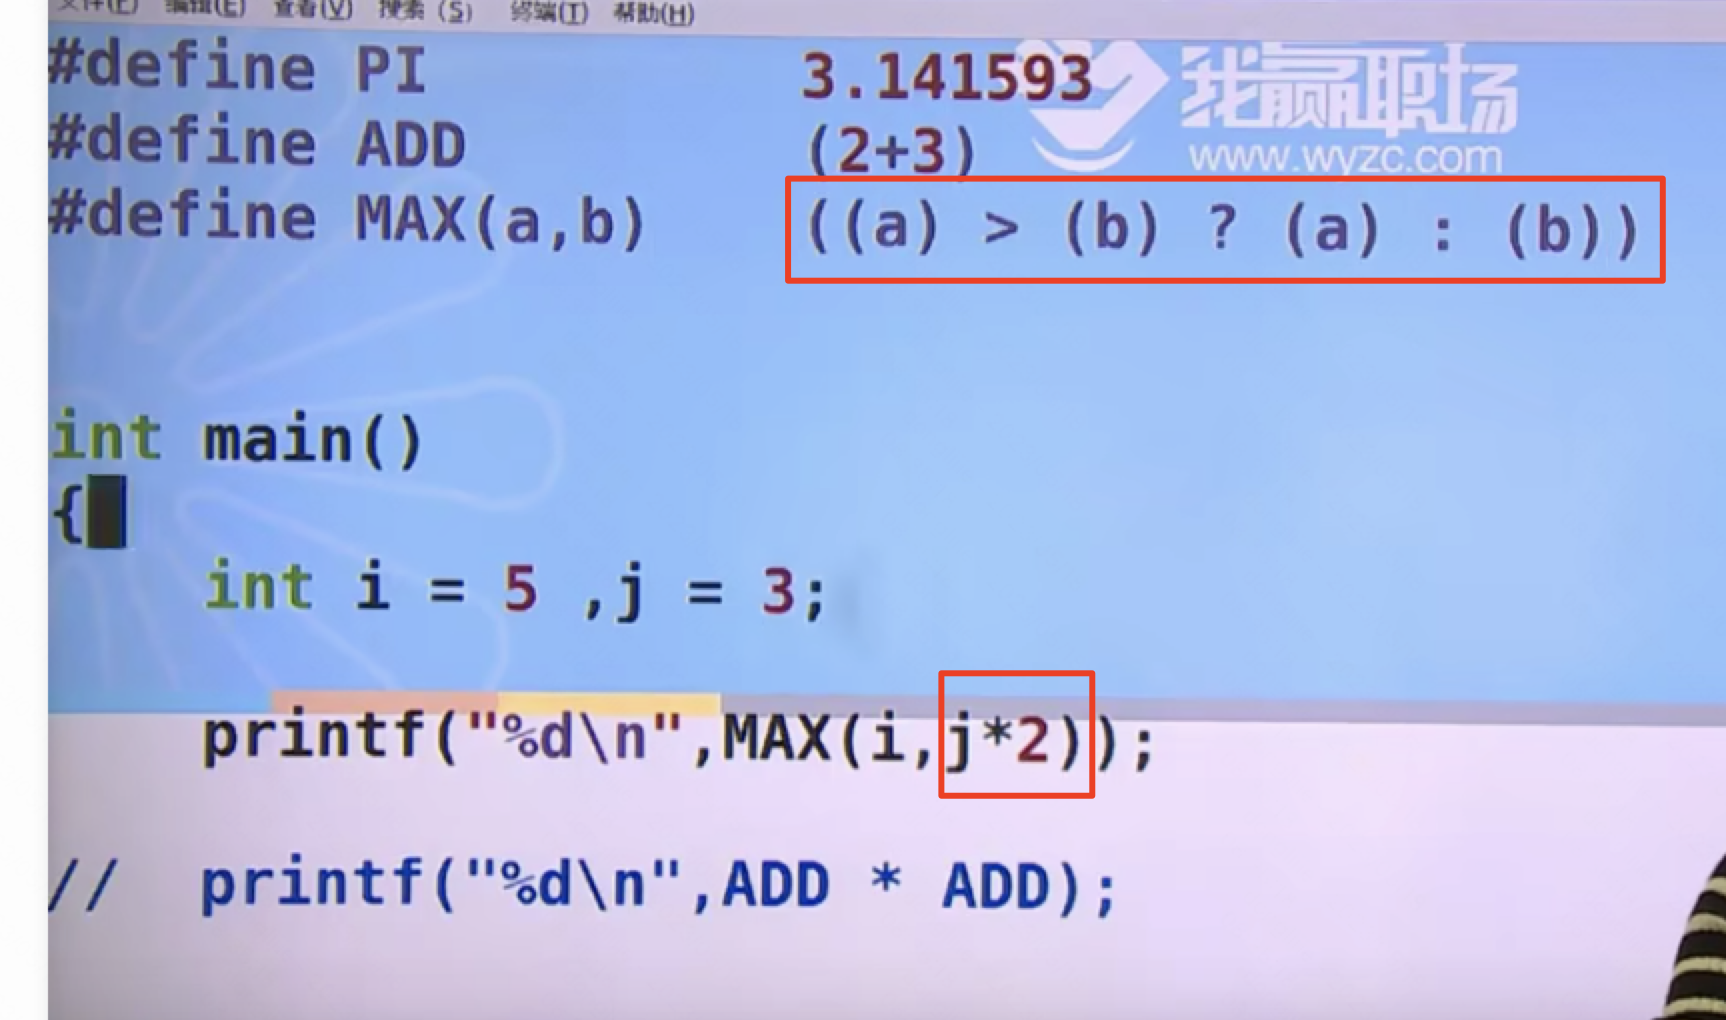 文件(F) 编辑(E) 查看(V) 搜索 (S) 终端(T) 帮助(H)
#define PI 3.141593
我赢职场
www.wyzc.com
#define ADD (2+3)
#define MAX(a,b) ((a) > (b) ? (a) : (b))
int main()
{
int i = 5 ,j = 3;
printf("%d\n",MAX(i,j*2));
// printf("%d\n",ADD * ADD);